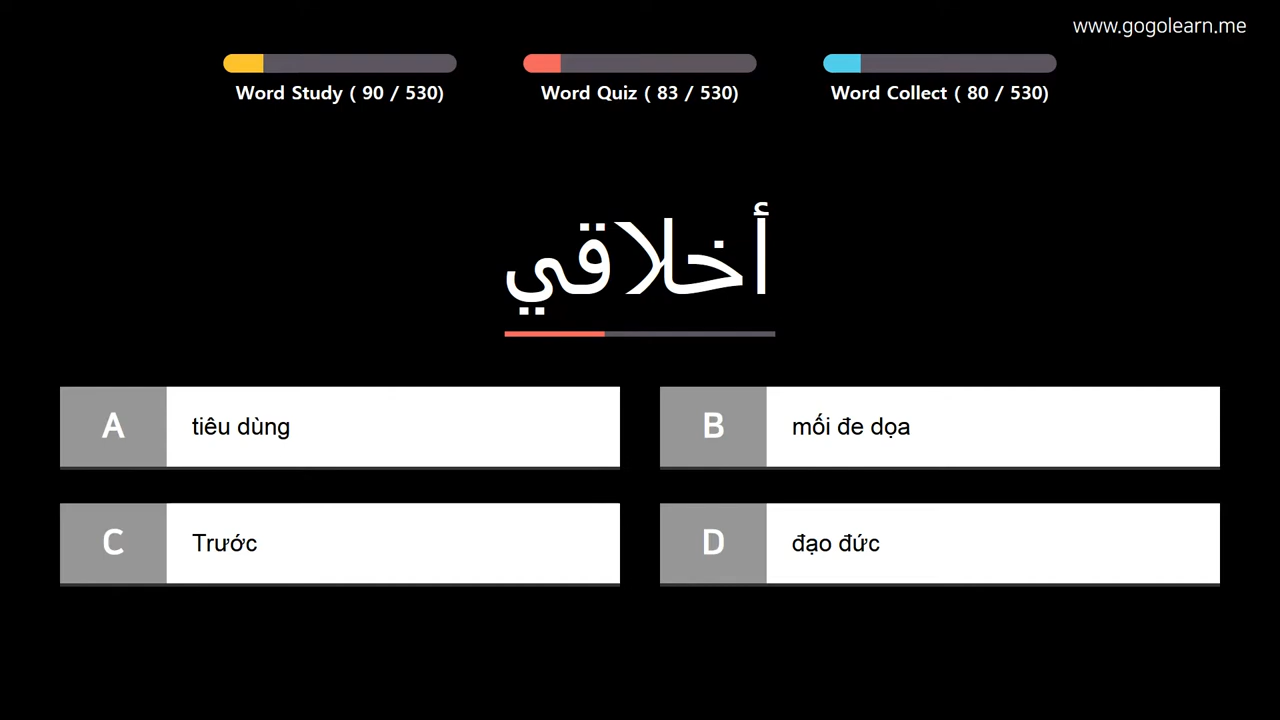 www.gogolearn.me
Word Study ( 90 / 530)
Word Quiz ( 83 / 530)
Word Collect ( 80 / 530)
أخلاقي
A tiêu dùng
B mối đe dọa
C Trước
D đạo đức